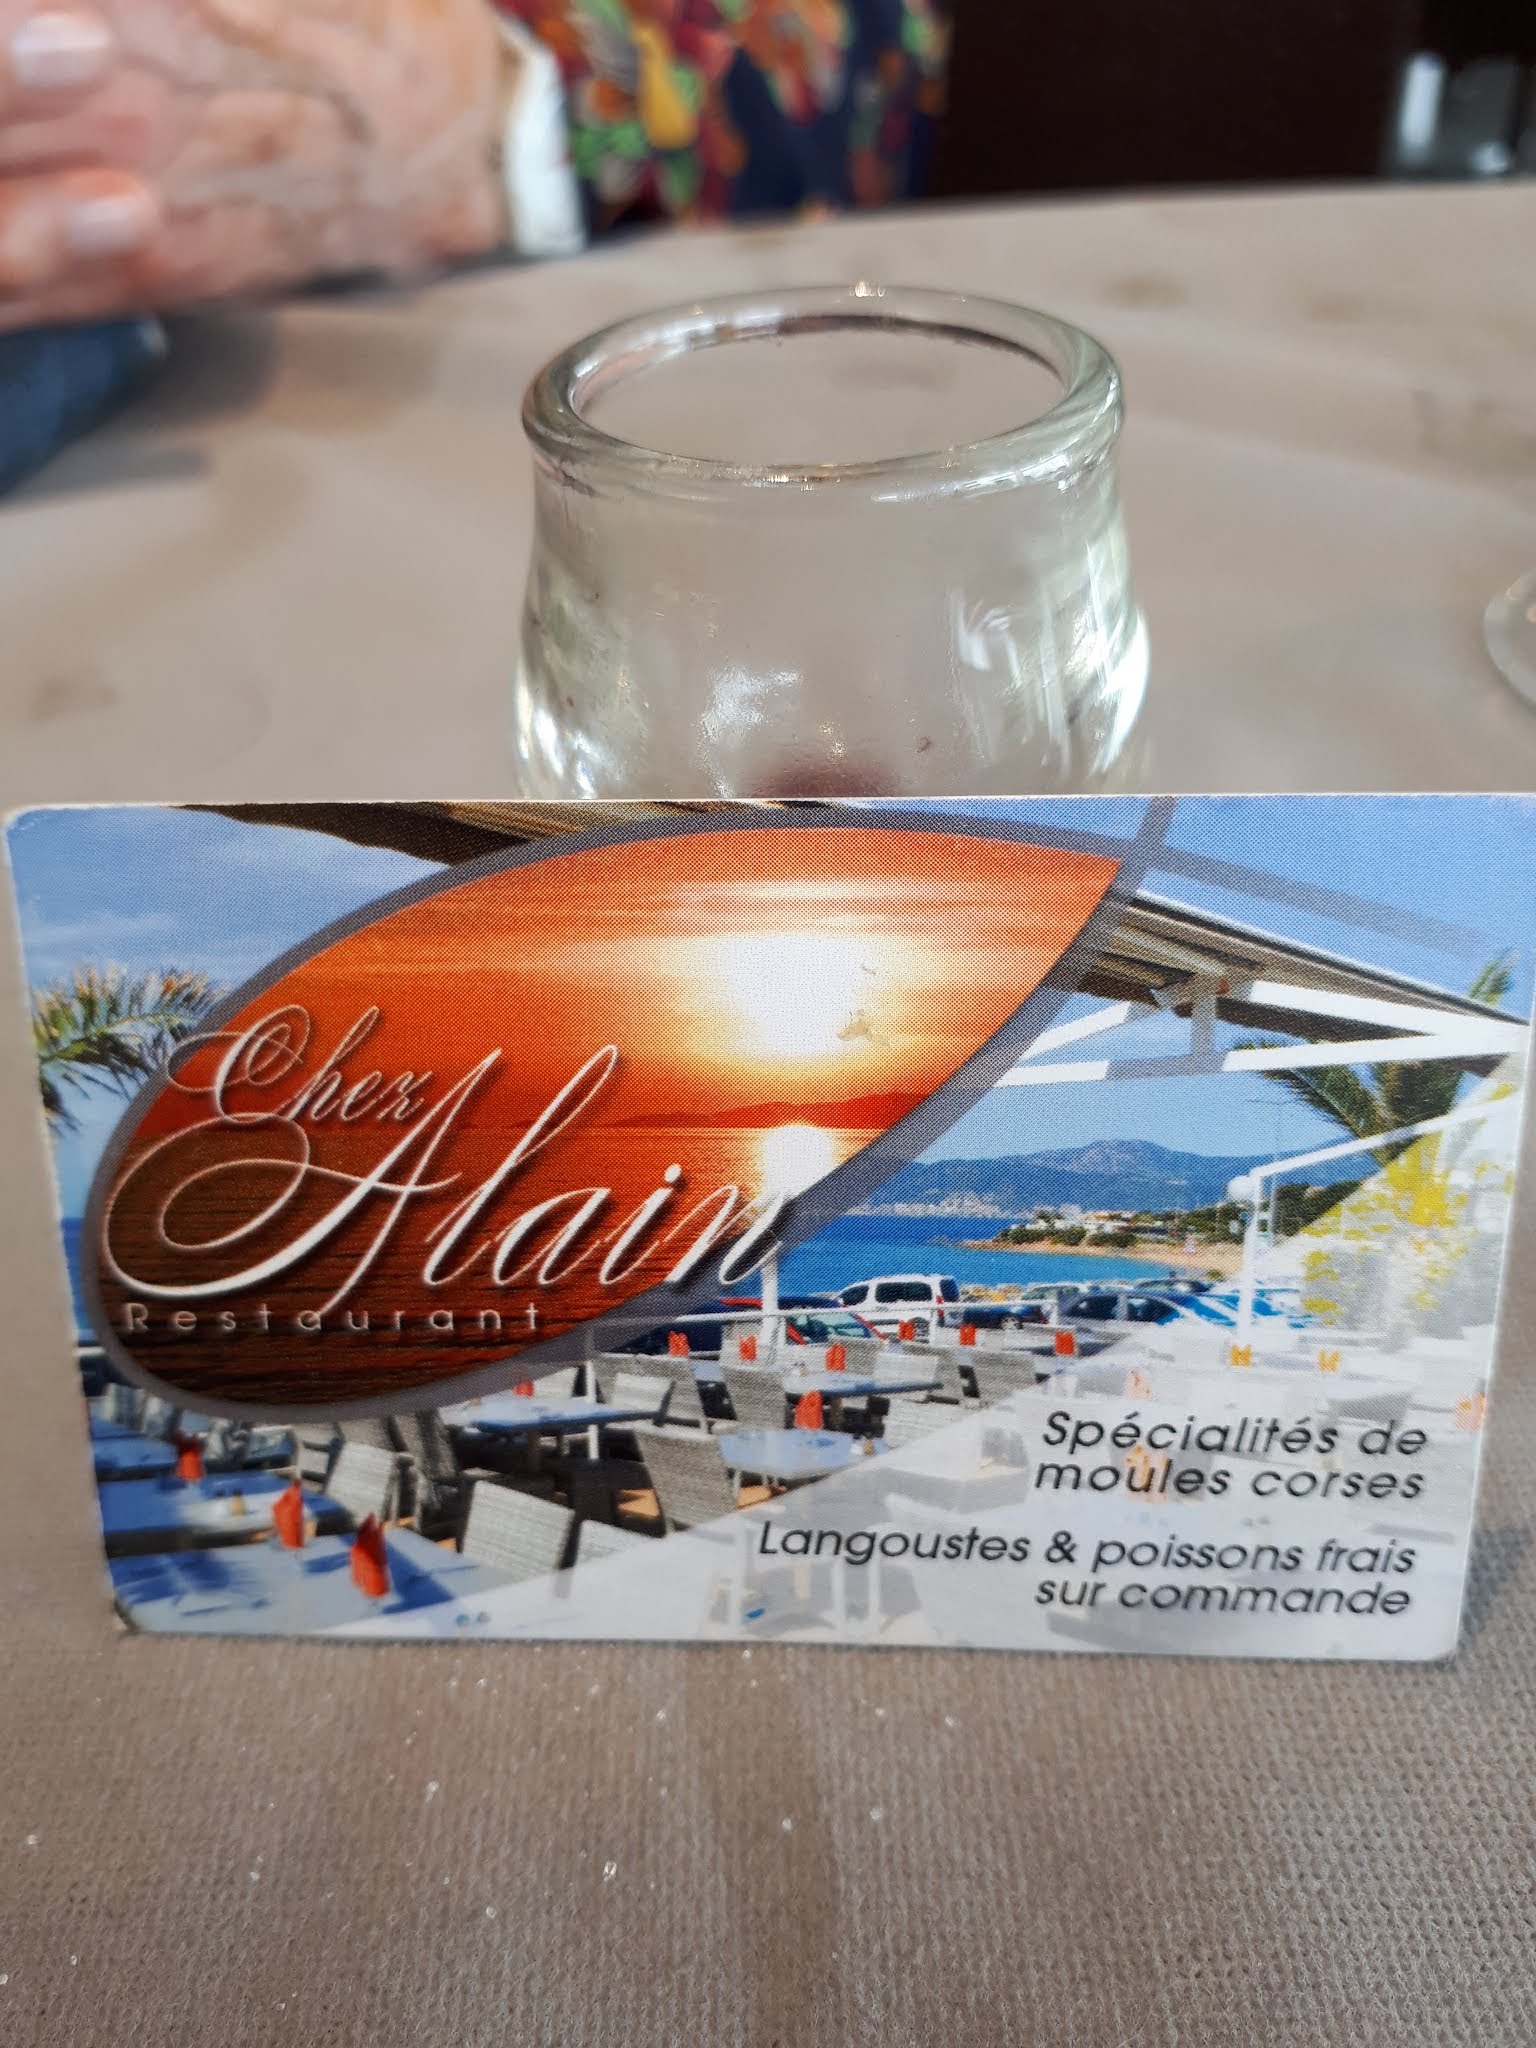 Chez
Alain
Restaurant
Spécialités de
moules corses
Langoustes & poissons frais
sur commande